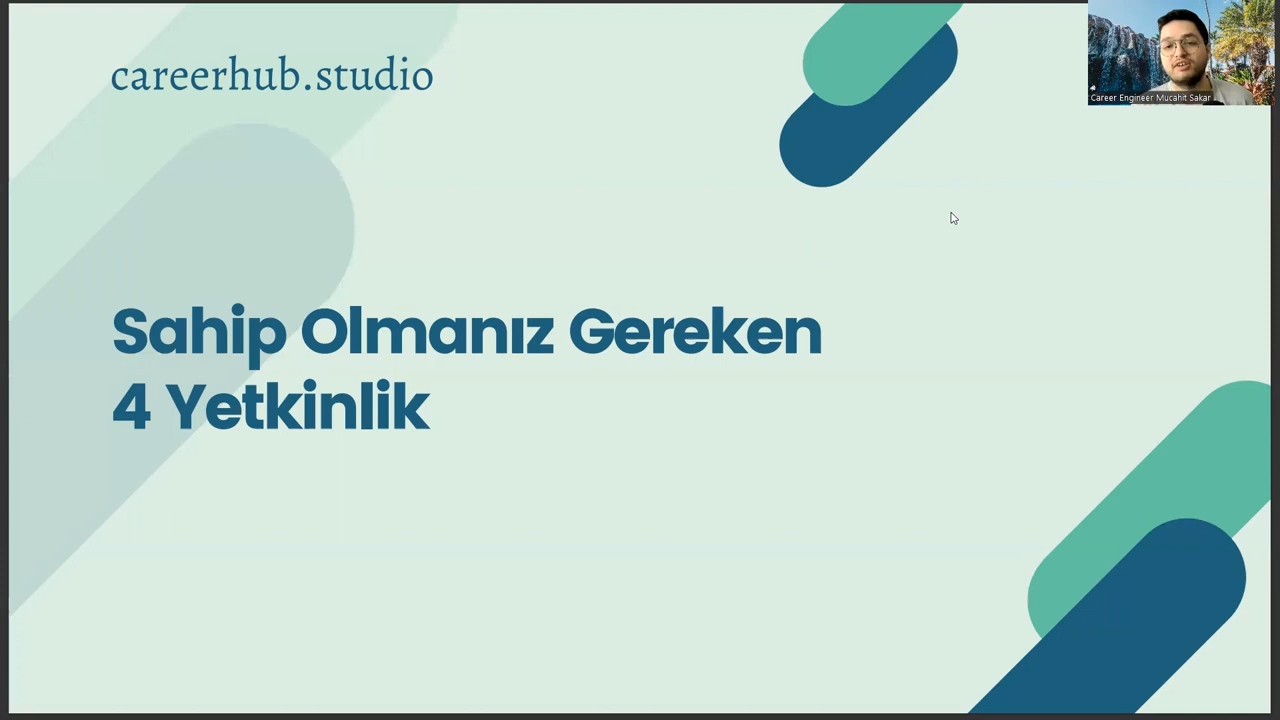 careerhub.studio
Career Engineer Mucahit Sakar
Sahip Olmanız Gereken
4 Yetkinlik